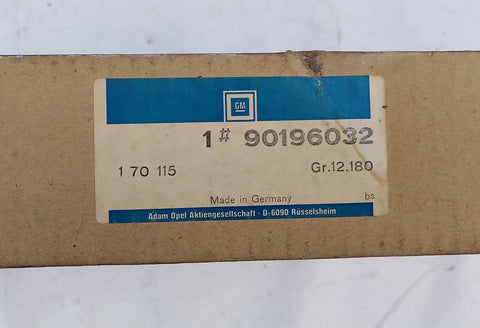 GM
1 # 90196032
1 70 115 Gr.12.180
Made in Germany bs
Adam Opel Aktiengesellschaft - D-6090 Rüsselsheim